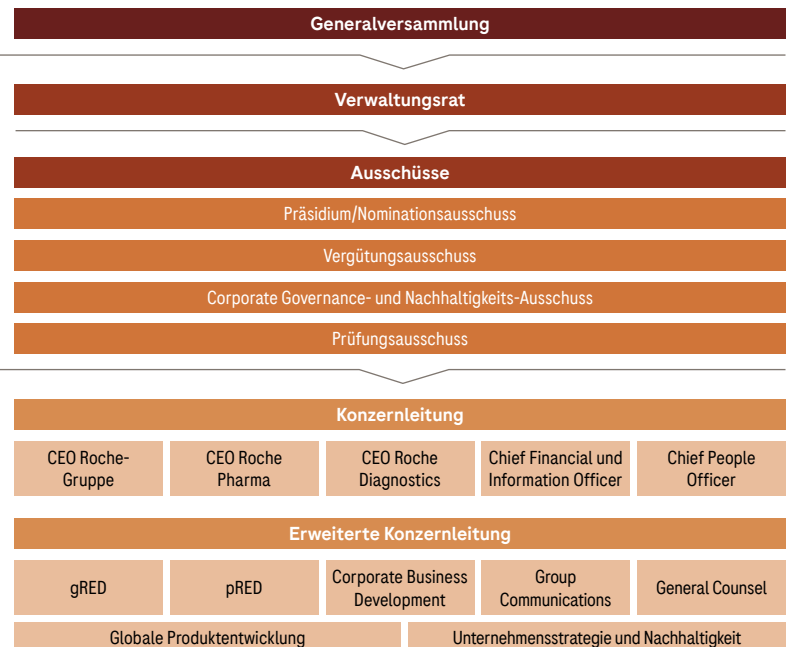 Generalversammlung
Verwaltungsrat
Ausschüsse
Präsidium/Nominationsausschuss
Vergütungsausschuss
Corporate Governance- und Nachhaltigkeits-Ausschuss
Prüfungsausschuss
Konzernleitung
CEO Roche-
Gruppe
CEO Roche
Pharma
CEO Roche
Diagnostics
Chief Financial und
Information Officer
Chief People
Officer
Erweiterte Konzernleitung
gRED
pRED
Corporate Business
Development
Group
Communications
General Counsel
Globale Produktentwicklung
Unternehmensstrategie und Nachhaltigkeit